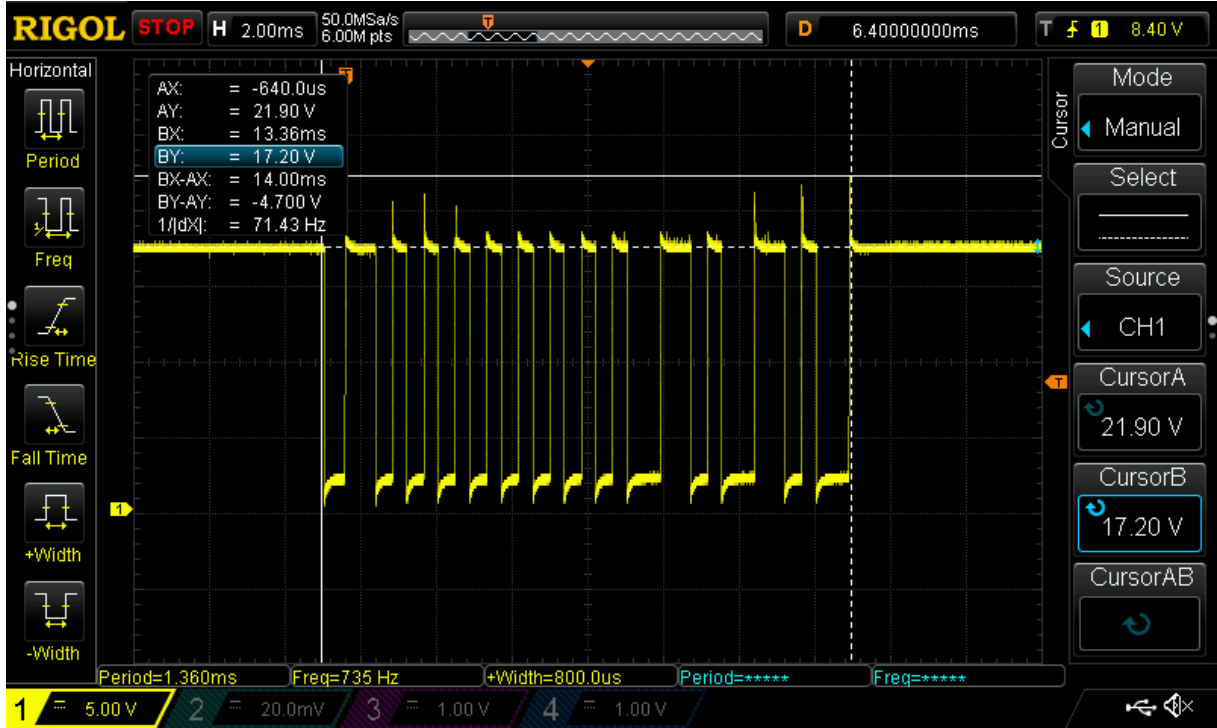 RIGOL STOP H 2.00ms 50.0MSa/s 6.00M pts T D 6.40000000ms T 1 8.40 V
Horizontal
Period
Freq
Rise Time
Fall Time
+Width
-Width
AX: = -640.0us
AY: = 21.90 V
BX: = 13.36ms
BY: = 17.20 V
BX-AX: = 14.00ms
BY-AY: = -4.700 V
1/|dX|: = 71.43 Hz
T
1
T
Cursor
Mode
Manual
Select
Source
CH1
CursorA
21.90 V
CursorB
17.20 V
CursorAB
Period=1.360ms Freq=735 Hz +Width=800.0us Period=***** Freq=*****
1 5.00 V 2 20.0mV 3 1.00 V 4 1.00 V